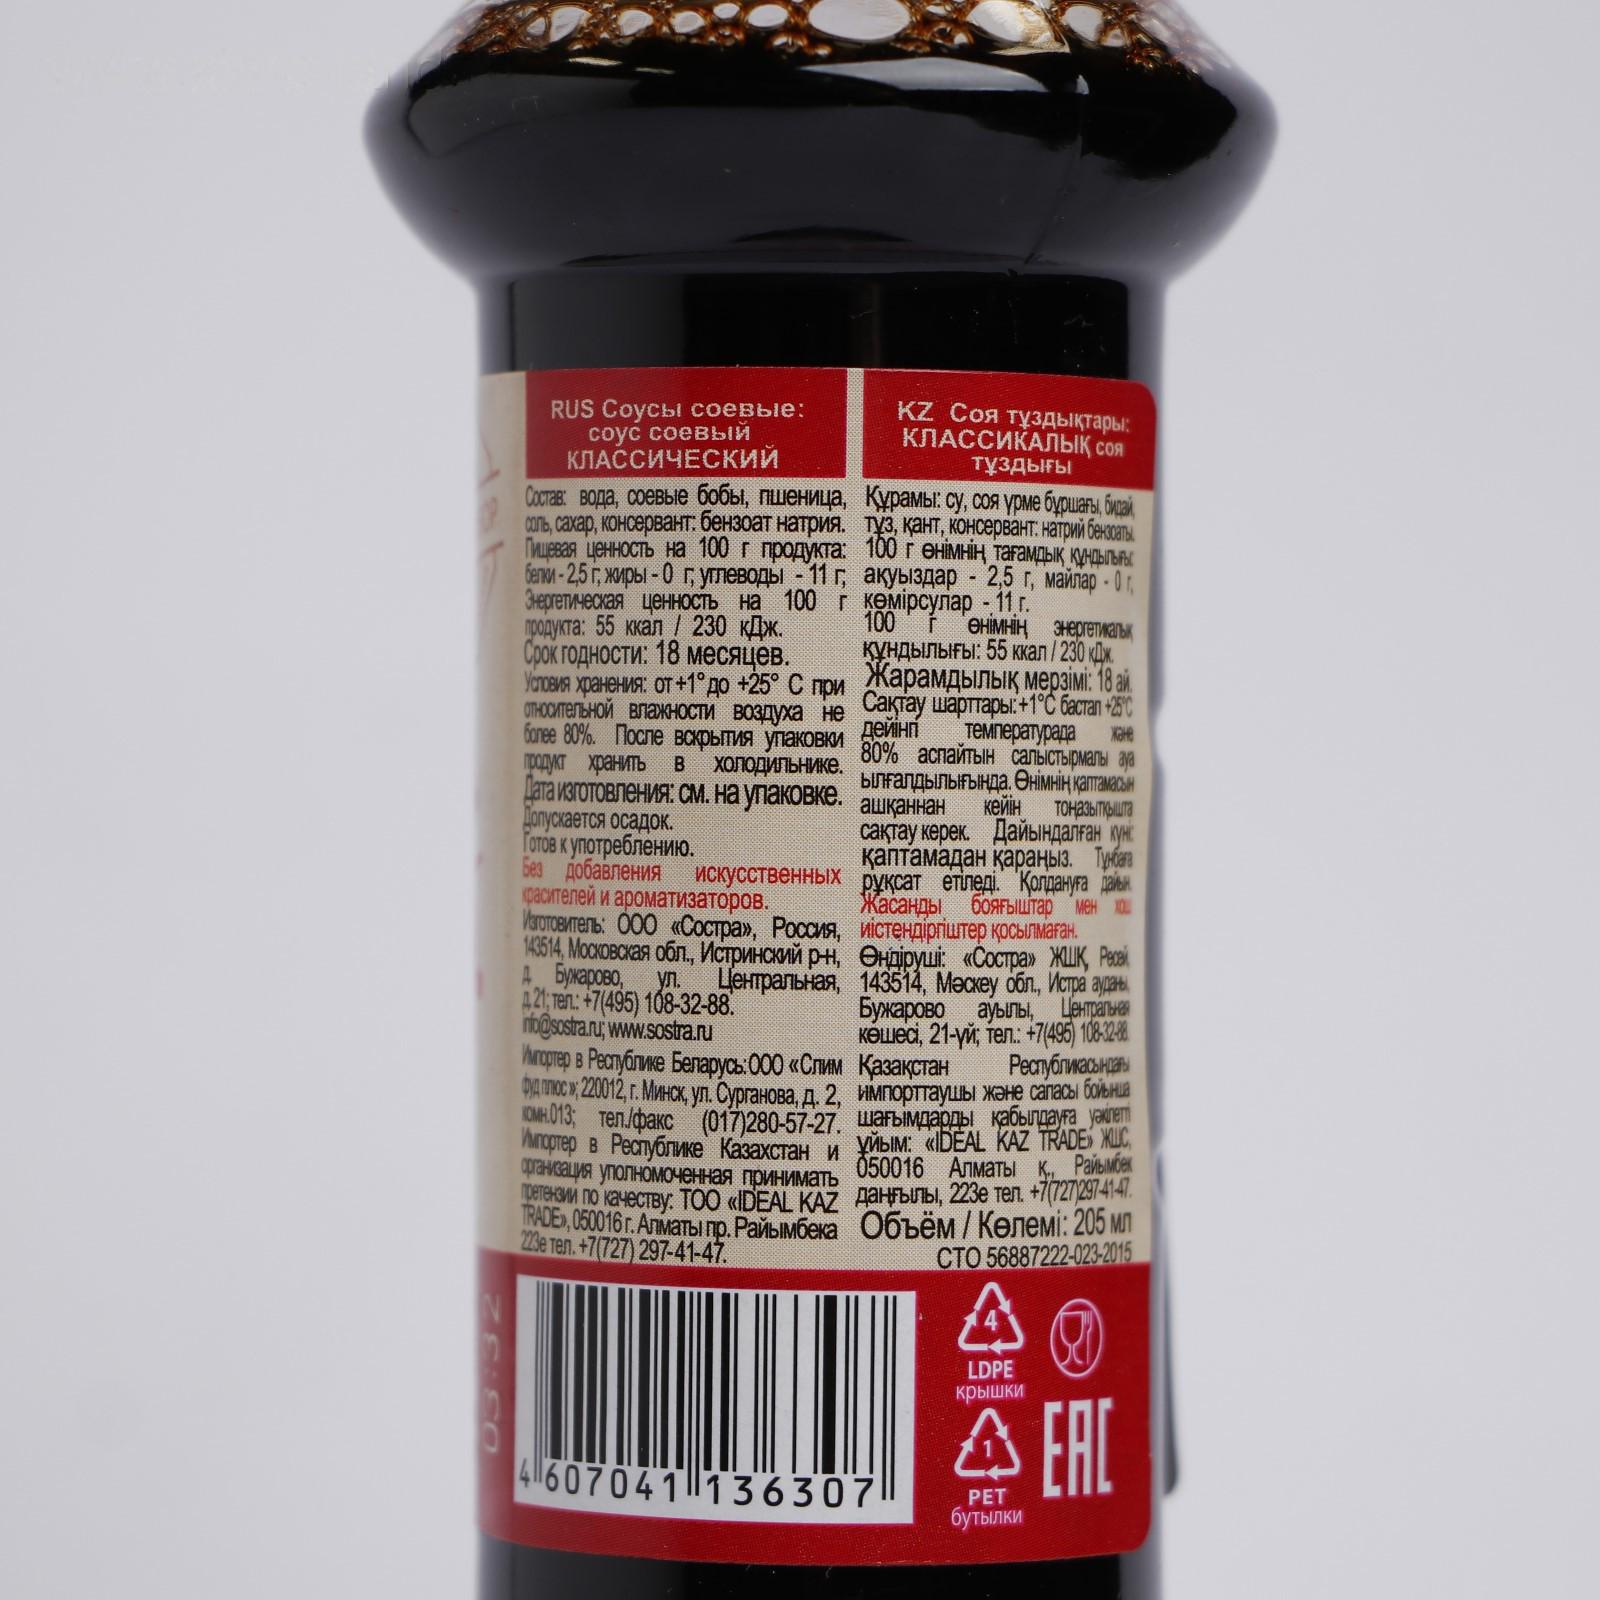 RUS Соусы соевые:
соус соевый
КЛАССИЧЕСКИЙ
Состав: вода, соевые бобы, пшеница,
соль, сахар, консервант: бензоат натрия.
Пищевая ценность на 100 г продукта:
белки - 2,5 г; жиры - 0 г; углеводы - 11 г;
Энергетическая ценность на 100 г
продукта: 55 ккал / 230 кДж.
Срок годности: 18 месяцев.
Условия хранения: от +1° до +25° С при
относительной влажности воздуха не
более 80%. После вскрытия упаковки
продукт хранить в холодильнике.
Дата изготовления: см. на упаковке.
Допускается осадок.
Готов к употреблению.
Без добавления искусственных
красителей и ароматизаторов.
Изготовитель: ООО «Состра», Россия,
143514, Московская обл., Истринский р-н,
д. Бужарово, ул. Центральная,
д. 21; тел.: +7(495) 108-32-88.
info@sostra.ru; www.sostra.ru
Импортер в Республике Беларусь: ООО «Слим
фуд плюс»; 220012, г. Минск, ул. Сурганова, д. 2,
комн.013; тел./факс (017)280-57-27.
Импортер в Республике Казахстан и
организация уполномоченная принимать
претензии по качеству: ТОО «IDEAL KAZ
TRADE», 050016 г. Алматы пр. Райымбека
223е тел. +7(727) 297-41-47.
KZ Соя тұздықтары:
КЛАССИКАЛЫҚ соя
тұздығы
Құрамы: су, соя үрме бұршағы, бидай,
тұз, қант, консервант: натрий бензоаты.
100 г өнімнің тағамдық құндылығы:
ақуыздар - 2,5 г, майлар - 0 г,
көмірсулар - 11 г.
100 г өнімнің энергетикалық
құндылығы: 55 ккал / 230 кДж.
Жарамдылық мерзімі: 18 ай.
Сақтау шарттары: +1°С бастап +25°С
дейінп температурада және
80% аспайтын салыстырмалы ауа
ылғалдылығында. Өнімнің қаптамасын
ашқаннан кейін тоңазытқышта
сақтау керек. Дайындалған күні:
қаптамадан қараңыз. Тұнбаға
рұқсат етіледі. Қолдануға дайын.
Жасанды бояғыштар мен хош
иістендіргіштер қосылмаған.
Өндіруші: «Состра» ЖШҚ, Ресей,
143514, Мәскеу обл., Истра ауданы,
Бужарово ауылы, Центральная
көшесі, 21-үй; тел.: +7(495) 108-32-88.
Қазақстан Республикасындағы
импорттаушы және сапасы бойынша
шағымдарды қабылдауға уәкілетті
ұйым: «IDEAL KAZ TRADE» ЖШС,
050016 Алматы қ., Райымбек
даңғылы, 223е тел. +7(727)297-41-47.
Объём / Көлемі: 205 мл
СТО 56887222-023-2015
03:32
4 607041 136307
4
LDPE
крышки
1
PET
бутылки
EAC